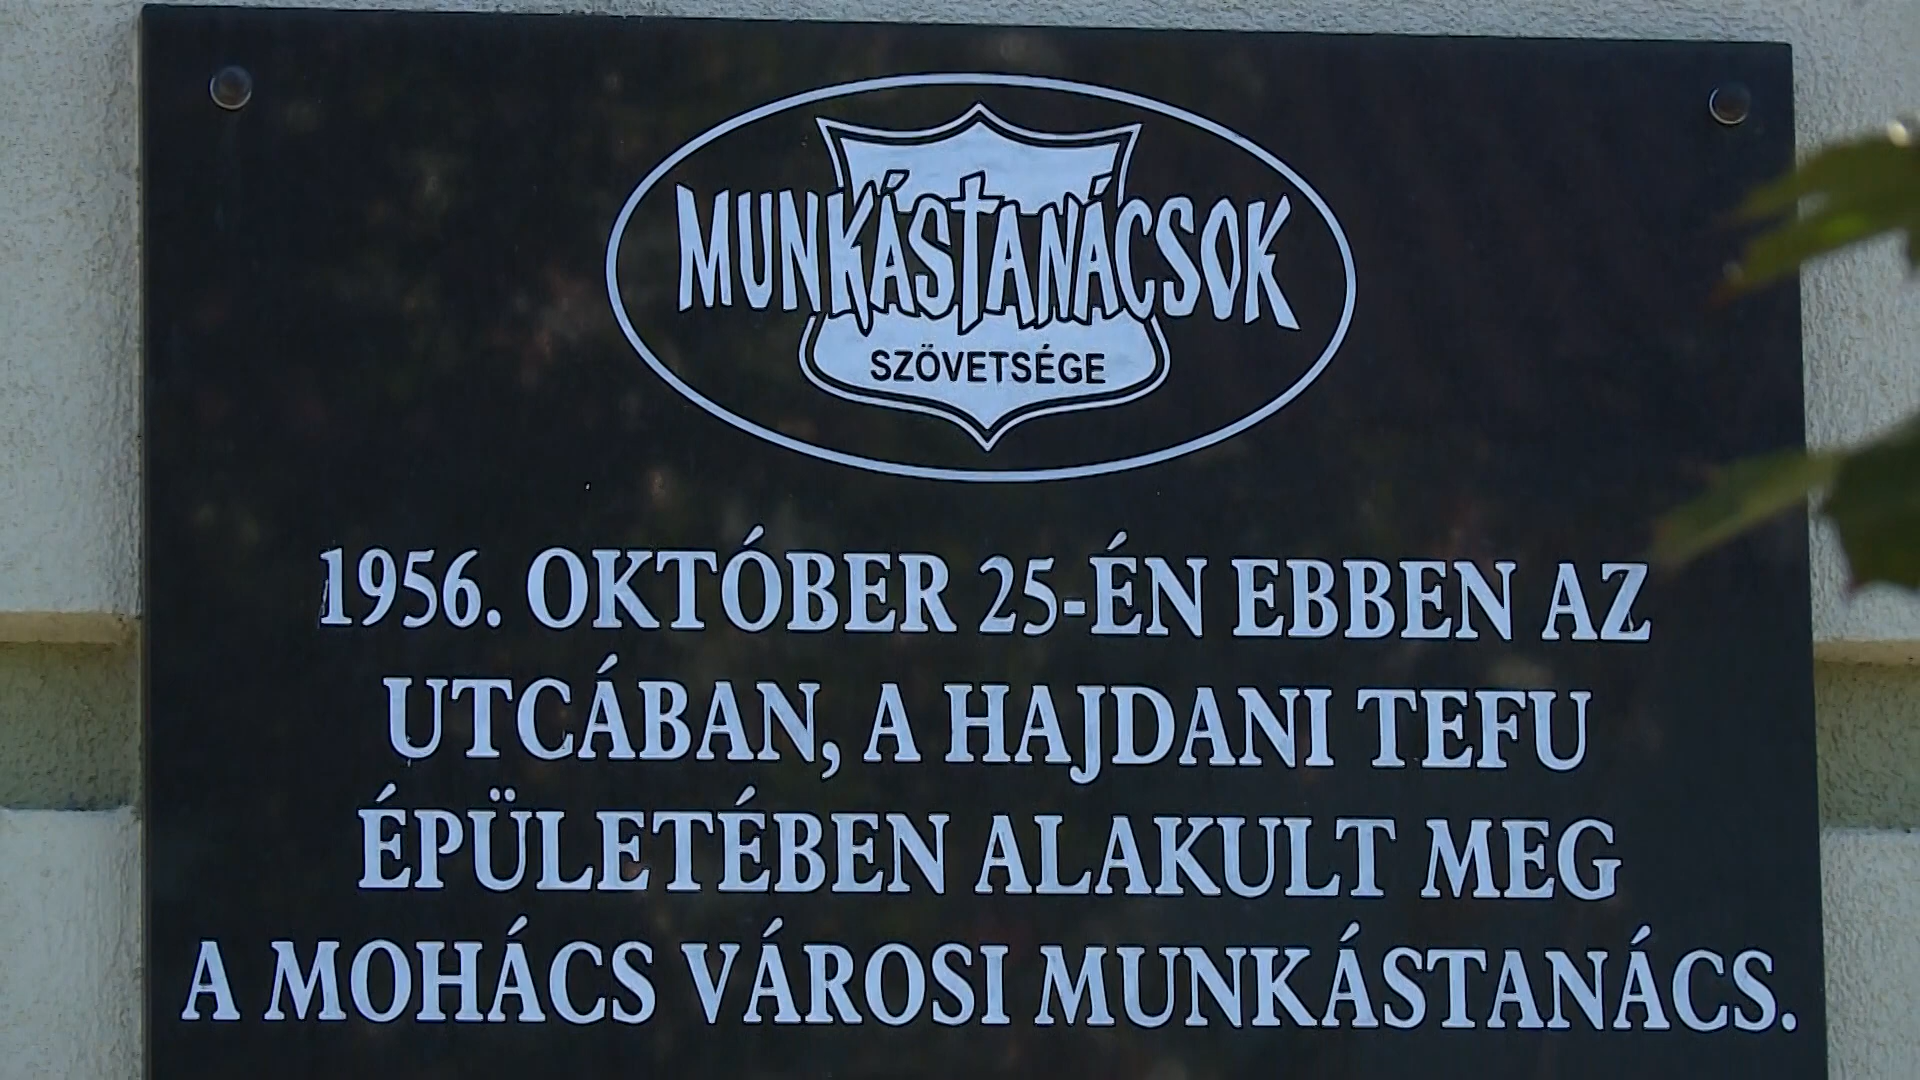 MUNKÁSTANÁCSOK
SZÖVETSÉGE
1956. OKTÓBER 25-ÉN EBBEN AZ
UTCÁBAN, A HAJDANI TEFU
ÉPÜLETÉBEN ALAKULT MEG
A MOHÁCS VÁROSI MUNKÁSTANÁCS.